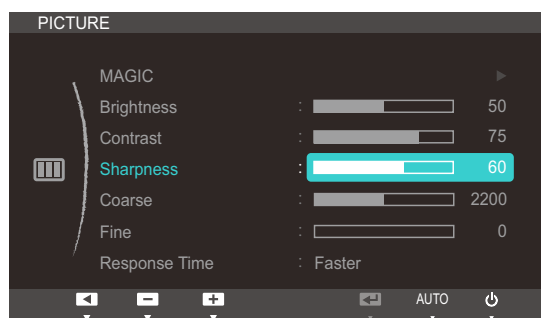 PICTURE
MAGIC
Brightness : 50
Contrast : 75
Sharpness : 60
Coarse : 2200
Fine : 0
Response Time : Faster
AUTO